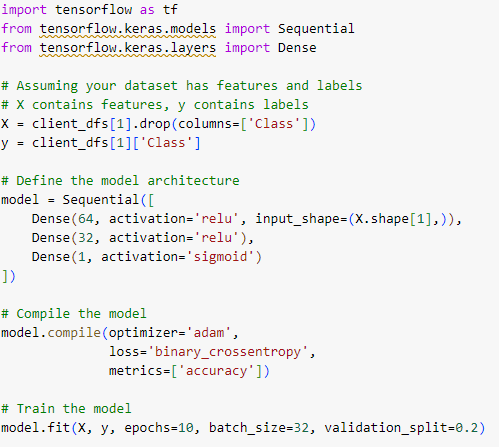 import tensorflow as tf
from tensorflow.keras.models import Sequential
from tensorflow.keras.layers import Dense

# Assuming your dataset has features and labels
# X contains features, y contains labels
X = client_dfs[1].drop(columns=['Class'])
y = client_dfs[1]['Class']

# Define the model architecture
model = Sequential([
    Dense(64, activation='relu', input_shape=(X.shape[1],)),
    Dense(32, activation='relu'),
    Dense(1, activation='sigmoid')
])

# Compile the model
model.compile(optimizer='adam',
              loss='binary_crossentropy',
              metrics=['accuracy'])

# Train the model
model.fit(X, y, epochs=10, batch_size=32, validation_split=0.2)